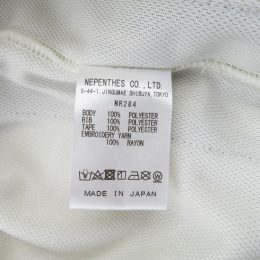 NEPENTHES CO., LTD.
5-44-1, JINGUMAE SHIBUYA, TOKYO
MR284
BODY 100% POLYESTER
RIB 100% POLYESTER
TAPE 100% POLYESTER
EMBROIDERY YARN
100% RAYON
MADE IN JAPAN